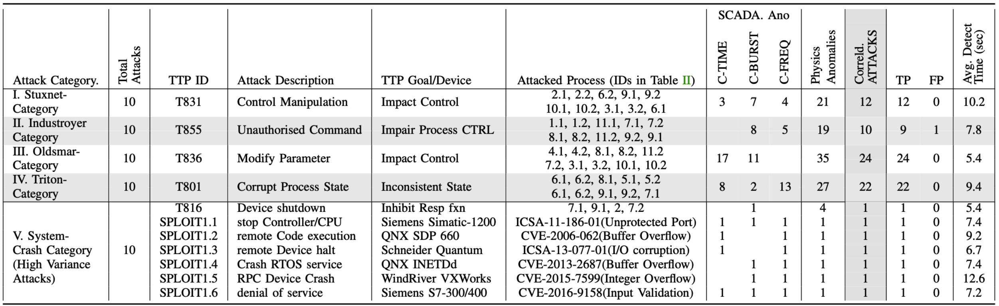 SCADA. Ano
Attack Category. Total Attacks TTP ID Attack Description TTP Goal/Device Attacked Process (IDs in Table II) C-TIME C-BURST C-FREQ Physics Anomalies Correld. ATTACKS TP FP Avg. Detect Time (sec)
I. Stuxnet- 2.1, 2.2, 6.2, 9.1, 9.2
10 T831 Control Manipulation Impact Control 3 7 4 21 12 12 0 10.2
Category 10.1, 10.2, 3.1, 3.2, 6.1
II. Industroyer 1.1, 1.2, 11.1, 7.1, 7.2
10 T855 Unauthorised Command Impair Process CTRL 8 5 19 10 9 1 7.8
Category 8.1, 8.2, 11.2, 9.2, 9.1
III. Oldsmar- 4.1, 4.2, 8.1, 8.2, 11.2
10 T836 Modify Parameter Impact Control 17 11 35 24 24 0 5.4
Category 7.2, 3.1, 3.2, 10.1, 10.2
IV. Triton- 6.1, 6.2, 8.1, 5.1, 5.2
10 T801 Corrupt Process State Inconsistent State 8 2 13 27 22 22 0 9.4
Category 6.1, 6.2, 9.1, 9.2, 7.1
T816 Device shutdown Inhibit Resp fxn 7.1, 9.1, 2, 7.2 1 4 1 1 0 5.4
SPLOIT1.1 stop Controller/CPU Siemens Simatic-1200 ICSA-11-186-01(Unprotected Port) 1 1 1 1 1 1 0 7.4
V. System- SPLOIT1.2 remote Code execution QNX SDP 660 CVE-2006-062(Buffer Overflow) 1 1 1 1 1 0 9.2
Crash Category 10 SPLOIT1.3 remote Device halt Schneider Quantum ICSA-13-077-01(I/O corruption) 1 1 1 1 1 0 6.7
(High Variance SPLOIT1.4 Crash RTOS service QNX INETDd CVE-2013-2687(Buffer Overflow) 1 1 1 1 1 0 7.4
Attacks) SPLOIT1.5 RPC Device Crash WindRiver VXWorks CVE-2015-7599(Integer Overflow) 1 1 1 1 1 0 12.6
SPLOIT1.6 denial of service Siemens S7-300/400 CVE-2016-9158(Input Validation) 1 1 1 1 1 1 0 7.2